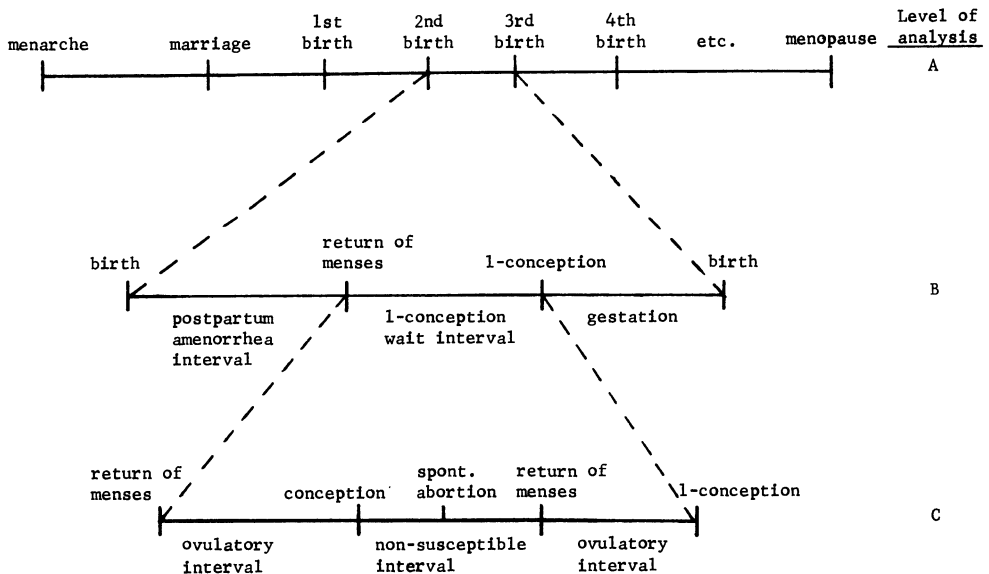 1st 2nd 3rd 4th Level of
menarche marriage birth birth birth birth etc. menopause analysis
A
return of
birth menses l-conception birth
B
postpartum l-conception gestation
amenorrhea wait interval
interval
return of spont. return of
menses conception abortion menses l-conception
C
ovulatory non-susceptible ovulatory
interval interval interval